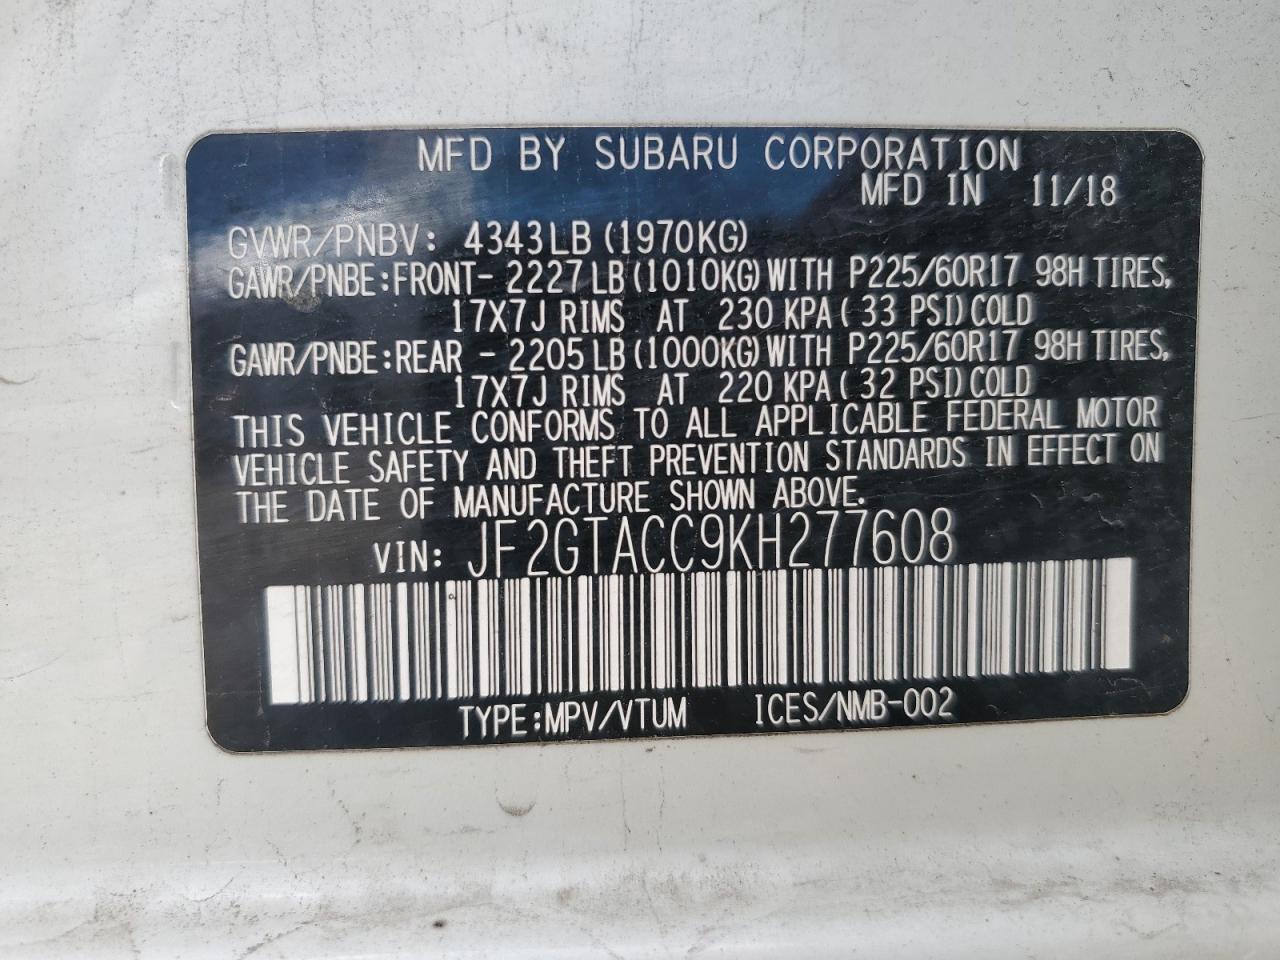 MFD BY SUBARU CORPORATION
MFD IN 11/18
GVWR/PNBV: 4343LB (1970KG)
GAWR/PNBE:FRONT- 2227LB (1010KG) WITH P225/60R17 98H TIRES,
17X7J RIMS AT 230 KPA ( 33 PSI) COLD
GAWR/PNBE:REAR - 2205LB (1000KG) WITH P225/60R17 98H TIRES,
17X7J RIMS AT 220 KPA ( 32 PSI) COLD
THIS VEHICLE CONFORMS TO ALL APPLICABLE FEDERAL MOTOR
VEHICLE SAFETY AND THEFT PREVENTION STANDARDS IN EFFECT ON
THE DATE OF MANUFACTURE SHOWN ABOVE.
VIN: JF2GTACC9KH277608
TYPE:MPV/VTUM ICES/NMB-002